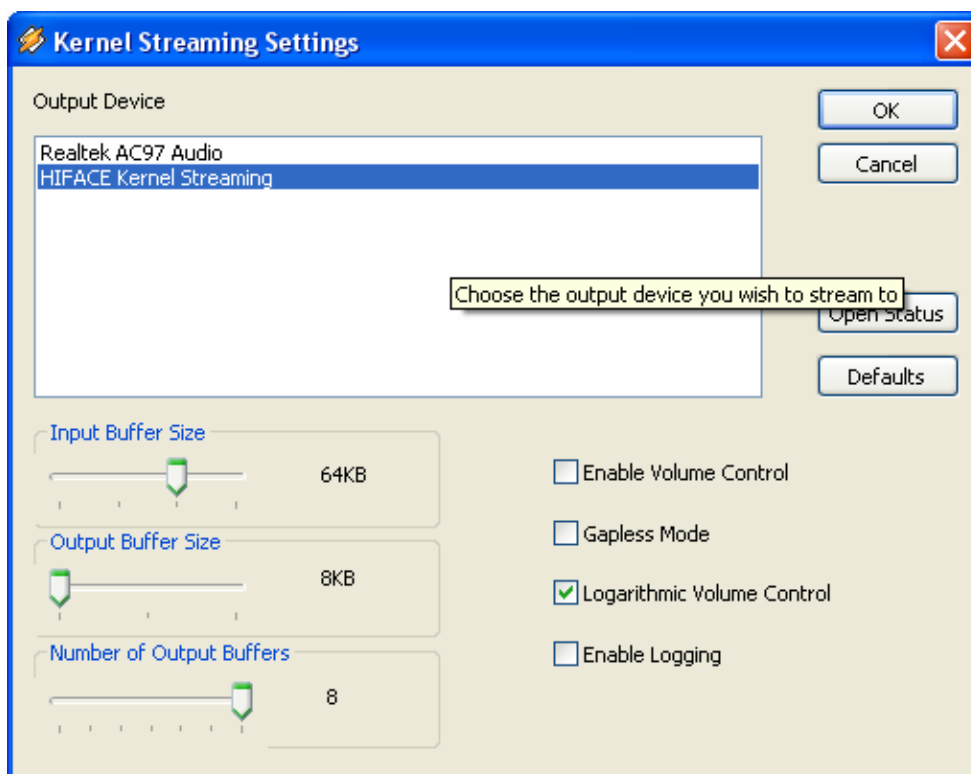 Kernel Streaming Settings
Output Device
OK
Realtek AC97 Audio
HIFACE Kernel Streaming
Cancel
Choose the output device you wish to stream to
Open Status
Defaults
Input Buffer Size
64KB
Enable Volume Control
Gapless Mode
Output Buffer Size
8KB
Logarithmic Volume Control
Number of Output Buffers
Enable Logging
8